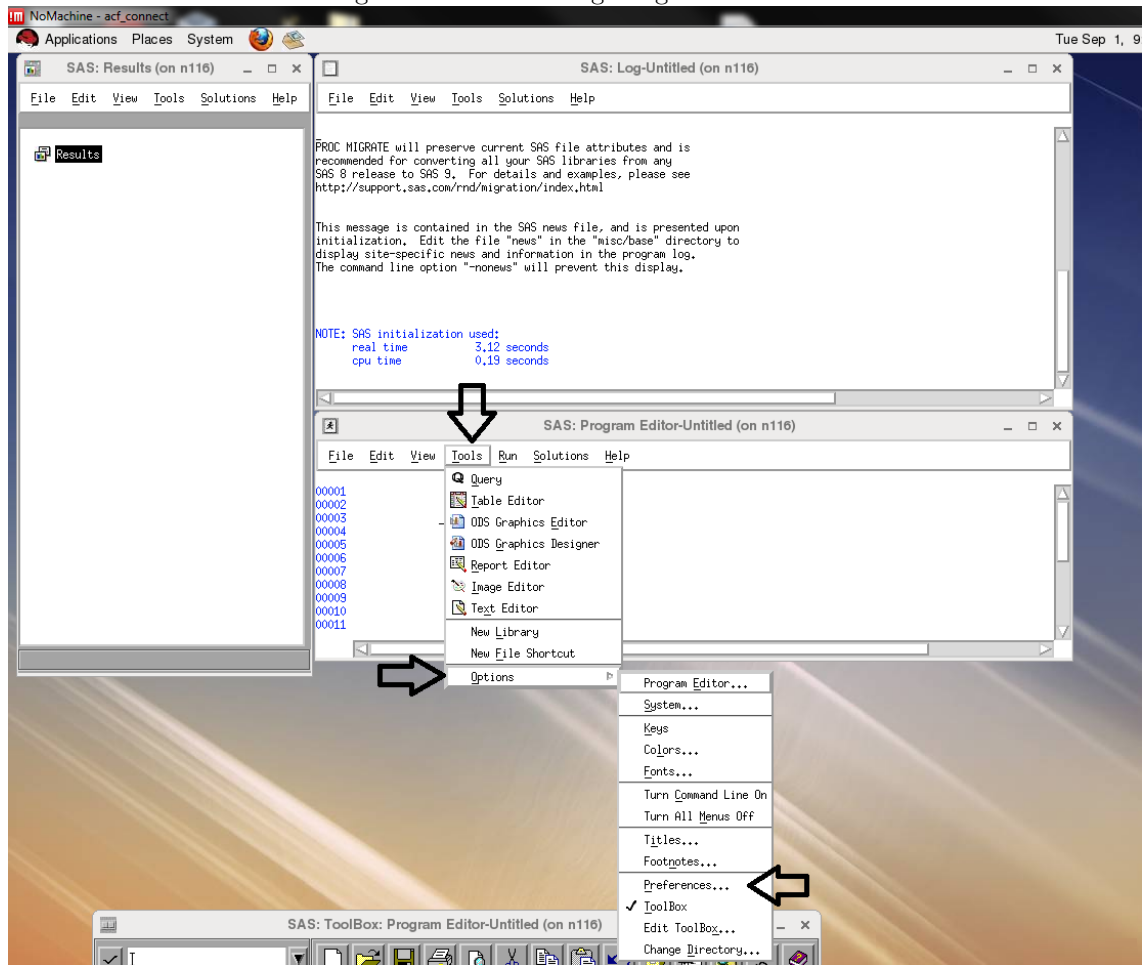 NoMachine - acf_connect
Applications Places System
Tue Sep 1, 9
SAS: Results (on n116)
File Edit View Tools Solutions Help
Results
SAS: Log-Untitled (on n116)
File Edit View Tools Solutions Help
PROC MIGRATE will preserve current SAS file attributes and is
recommended for converting all your SAS libraries from any
SAS 8 release to SAS 9. For details and examples, please see
http://support.sas.com/rnd/migration/index.html
This message is contained in the SAS news file, and is presented upon
initialization. Edit the file "news" in the "misc/base" directory to
display site-specific news and information in the program log.
The command line option "-nonews" will prevent this display.
NOTE: SAS initialization used:
real time 3.12 seconds
cpu time 0.19 seconds
SAS: Program Editor-Untitled (on n116)
File Edit View Tools Run Solutions Help
00001
00002
00003
00004
00005
00006
00007
00008
00009
00010
00011
Query
Table Editor
ODS Graphics Editor
ODS Graphics Designer
Report Editor
Image Editor
Text Editor
New Library
New File Shortcut
Options
Program Editor...
System...
Keys
Colors...
Fonts...
Turn Command Line On
Turn All Menus Off
Titles...
Footnotes...
Preferences...
ToolBox
Edit ToolBox...
Change Directory...
SAS: ToolBox: Program Editor-Untitled (on n116)